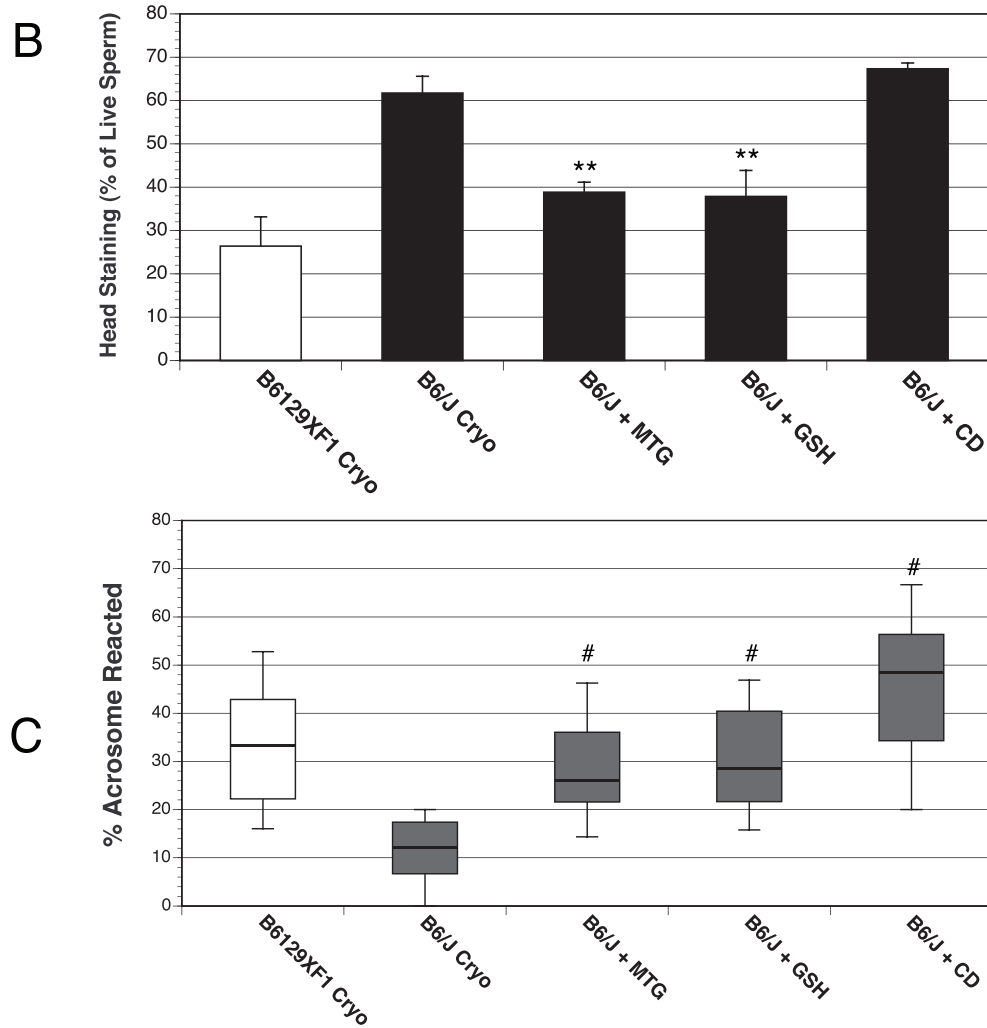 B
Head Staining (% of Live Sperm)
80
70
60
50
40
30
20
10
0
**
**
B6129XF1 Cryo
B6/J Cryo
B6/J + MTG
B6/J + GSH
B6/J + CD
C
% Acrosome Reacted
80
70
60
50
40
30
20
10
0
#
#
#
B6129XF1 Cryo
B6/J Cryo
B6/J + MTG
B6/J + GSH
B6/J + CD